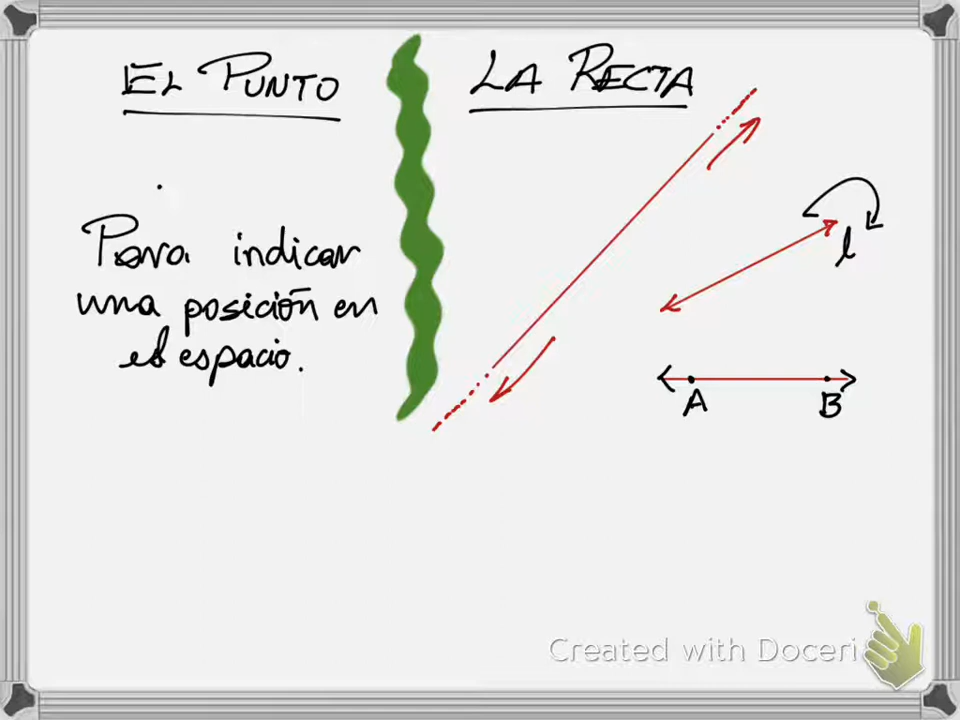 EL PUNTO
Para indicar
una posición en
el espacio.
LA RECTA
l
A B
Created with Doceri